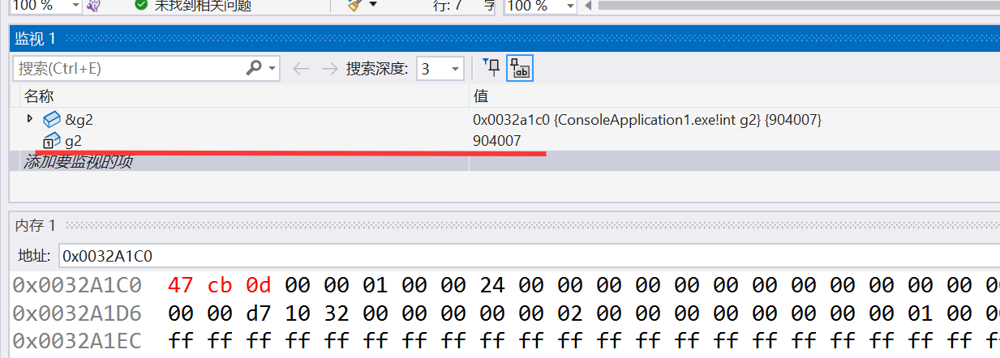 100 % 未找到相关问题 行: 7 字 100 %
监视 1
搜索(Ctrl+E) 搜索深度: 3
名称 值
&g2 0x0032a1c0 {ConsoleApplication1.exe!int g2} {904007}
g2 904007
添加要监视的项
内存 1
地址: 0x0032A1C0
0x0032A1C0 47 cb 0d 00 00 01 00 00 24 00 00 00 00 00 00 00 00 00 00 00 00 00
0x0032A1D6 00 00 d7 10 32 00 00 00 00 00 02 00 00 00 00 00 00 00 00 01 00 00
0x0032A1EC ff ff ff ff ff ff ff ff ff ff ff ff ff ff ff ff ff ff ff ff ff ff